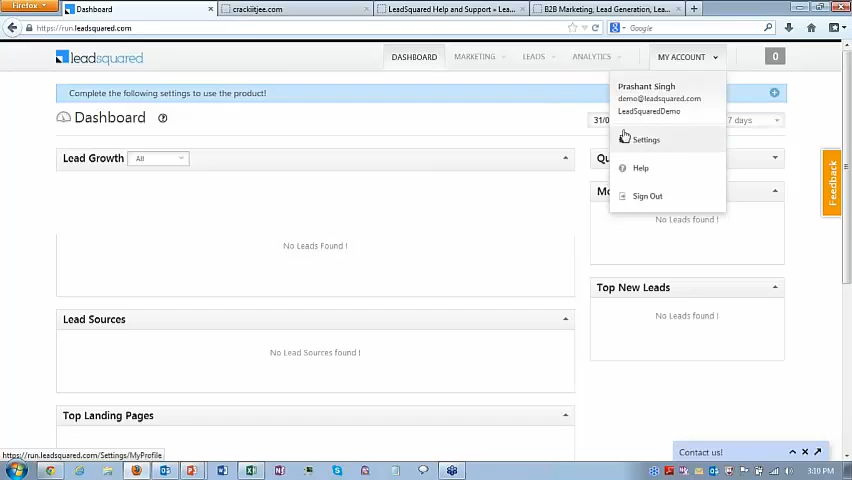 Firefox
Dashboard
crackiitjee.com
LeadSquared Help and Support « Lea...
B2B Marketing, Lead Generation, Lea...
https://run.leadsquared.com
Google
leadsquared
DASHBOARD
MARKETING
LEADS
ANALYTICS
MY ACCOUNT
0
Prashant Singh
demo@leadsquared.com
LeadSquaredDemo
Settings
Help
Sign Out
Complete the following settings to use the product!
Dashboard
31/0
7 days
Lead Growth
All
No Leads Found !
Qu
Mo
No Leads found !
Top New Leads
No Leads found !
Lead Sources
No Lead Sources found !
Top Landing Pages
Feedback
Contact us!
https://run.leadsquared.com/Settings/MyProfile
3:10 PM